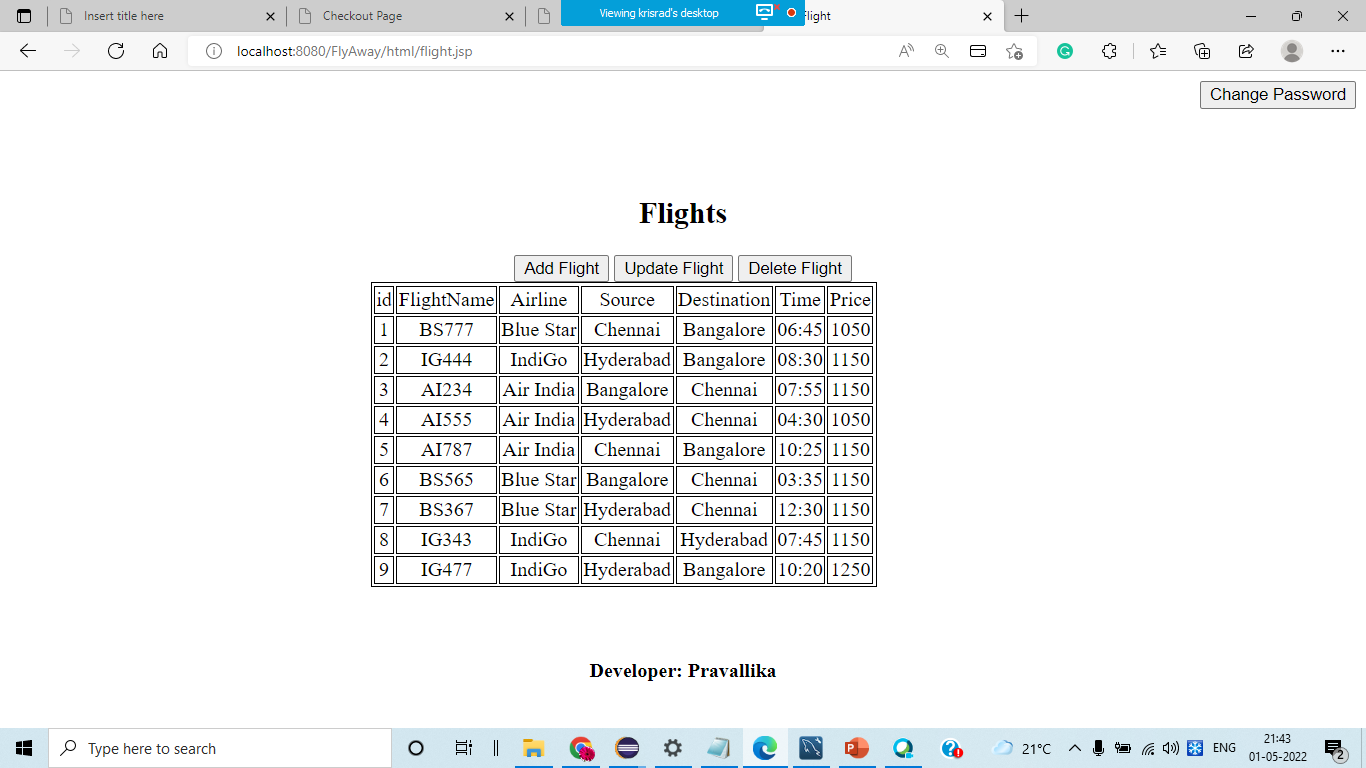 Insert title here
Checkout Page
Viewing krisrad's desktop
Flight
localhost:8080/FlyAway/html/flight.jsp
Change Password
Flights
Add Flight Update Flight Delete Flight
id FlightName Airline Source Destination Time Price
1 BS777 Blue Star Chennai Bangalore 06:45 1050
2 IG444 IndiGo Hyderabad Bangalore 08:30 1150
3 AI234 Air India Bangalore Chennai 07:55 1150
4 AI555 Air India Hyderabad Chennai 04:30 1050
5 AI787 Air India Chennai Bangalore 10:25 1150
6 BS565 Blue Star Bangalore Chennai 03:35 1150
7 BS367 Blue Star Hyderabad Chennai 12:30 1150
8 IG343 IndiGo Chennai Hyderabad 07:45 1150
9 IG477 IndiGo Hyderabad Bangalore 10:20 1250
Developer: Pravallika
Type here to search
21°C
ENG
21:43
01-05-2022
2